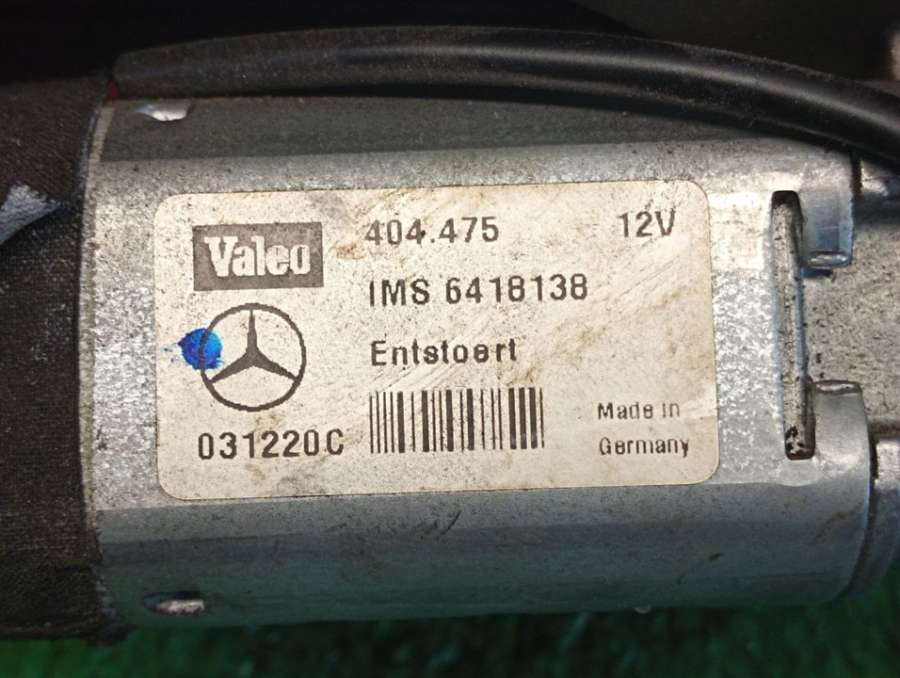 Valeo
404.475 12V
IMS 6418138
Entstoert
031220C
Made in
Germany